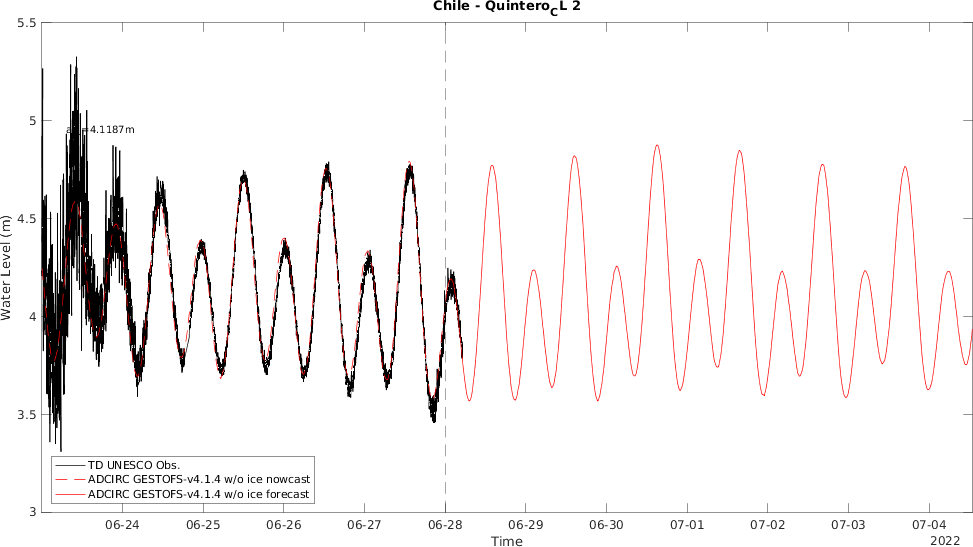 Chile - QuinteroCL 2
5.5
5
4.5
4
3.5
3
Water Level (m)
=4.1187m
TD UNESCO Obs.
ADCIRC GESTOFS-v4.1.4 w/o ice nowcast
ADCIRC GESTOFS-v4.1.4 w/o ice forecast
06-24 06-25 06-26 06-27 06-28 06-29 06-30 07-01 07-02 07-03 07-04
Time
2022